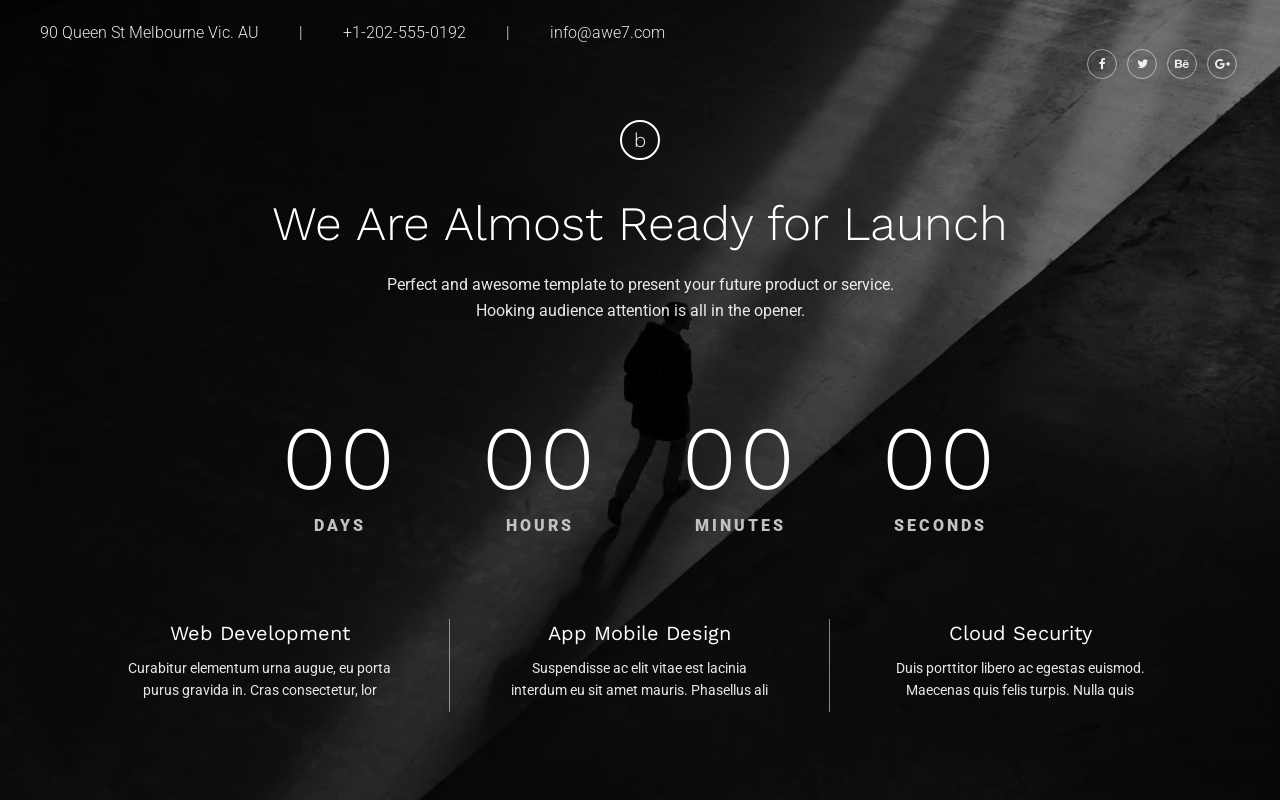 90 Queen St Melbourne Vic. AU | +1-202-555-0192 | info@awe7.com
Bē G+
b
We Are Almost Ready for Launch
Perfect and awesome template to present your future product or service.
Hooking audience attention is all in the opener.
00 00 00 00
DAYS HOURS MINUTES SECONDS
Web Development
Curabitur elementum urna augue, eu porta
purus gravida in. Cras consectetur, lor
App Mobile Design
Suspendisse ac elit vitae est lacinia
interdum eu sit amet mauris. Phasellus ali
Cloud Security
Duis porttitor libero ac egestas euismod.
Maecenas quis felis turpis. Nulla quis